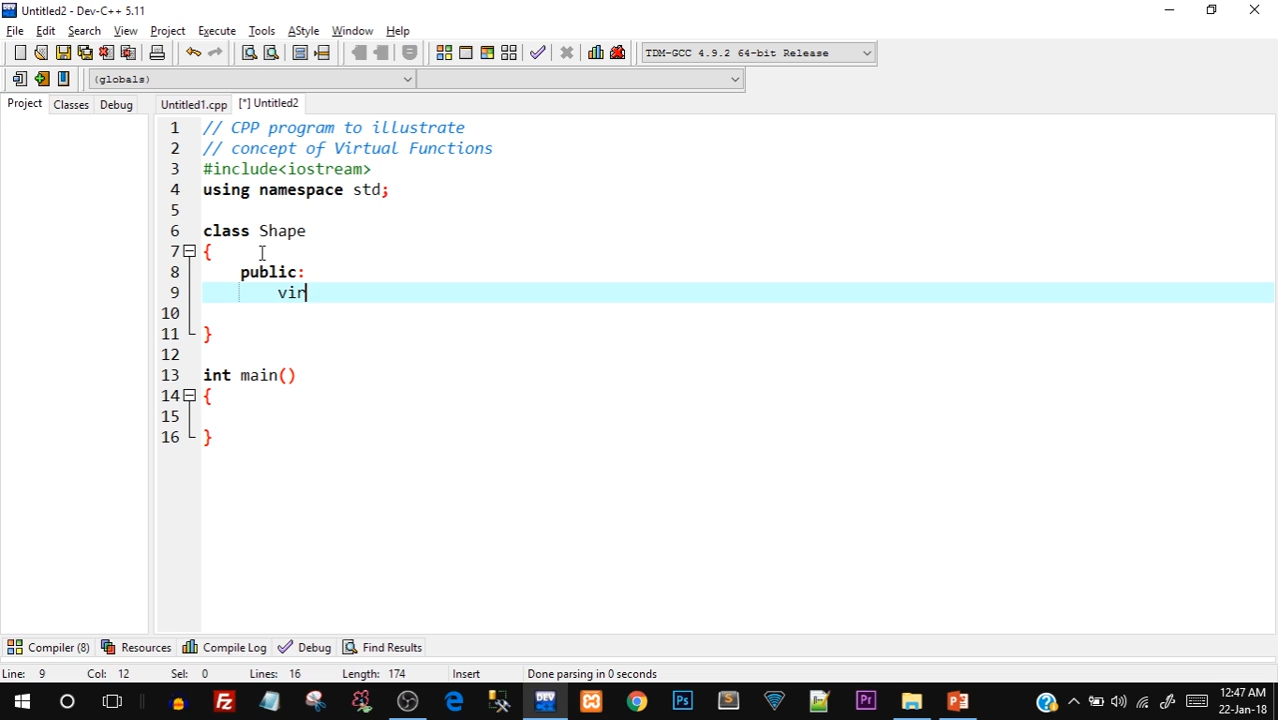 Untitled2 - Dev-C++ 5.11
File Edit Search View Project Execute Tools AStyle Window Help
TDM-GCC 4.9.2 64-bit Release
(globals)
Project Classes Debug Untitled1.cpp [*] Untitled2
1 // CPP program to illustrate
2 // concept of Virtual Functions
3 #include<iostream>
4 using namespace std;
5
6 class Shape
7 {
8 public:
9 vir
10
11 }
12
13 int main()
14 {
15
16 }
Compiler (8) Resources Compile Log Debug Find Results
Line: 9 Col: 12 Sel: 0 Lines: 16 Length: 174 Insert Done parsing in 0 seconds
12:47 AM
22-Jan-18